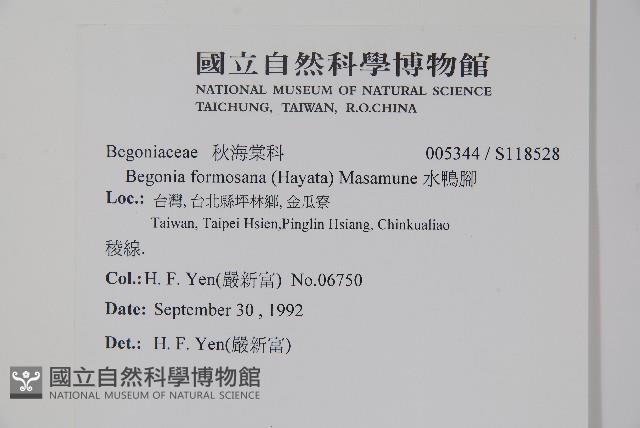 國立自然科學博物館
NATIONAL MUSEUM OF NATURAL SCIENCE
TAICHUNG, TAIWAN, R.O.CHINA
Begoniaceae 秋海棠科 005344 / S118528
Begonia formosana (Hayata) Masamune 水鴨腳
Loc.: 台灣, 台北縣坪林鄉, 金瓜寮
Taiwan, Taipei Hsien,Pinglin Hsiang, Chinkualiao
稜線.
Col.: H. F. Yen(嚴新富) No.06750
Date: September 30 , 1992
Det.: H. F. Yen(嚴新富)
國立自然科學博物館
NATIONAL MUSEUM OF NATURAL SCIENCE